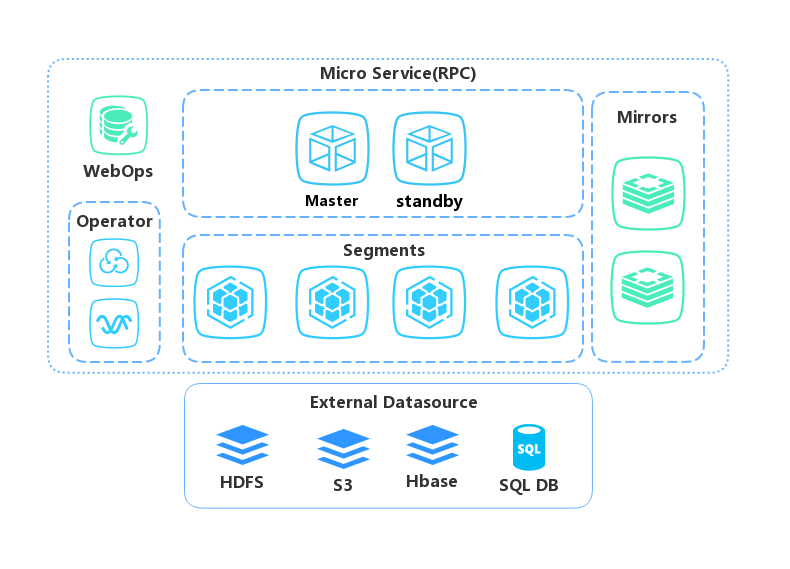 Micro Service(RPC)
WebOps
Operator
Master
standby
Segments
Mirrors
External Datasource
HDFS
S3
Hbase
SQL
SQL DB